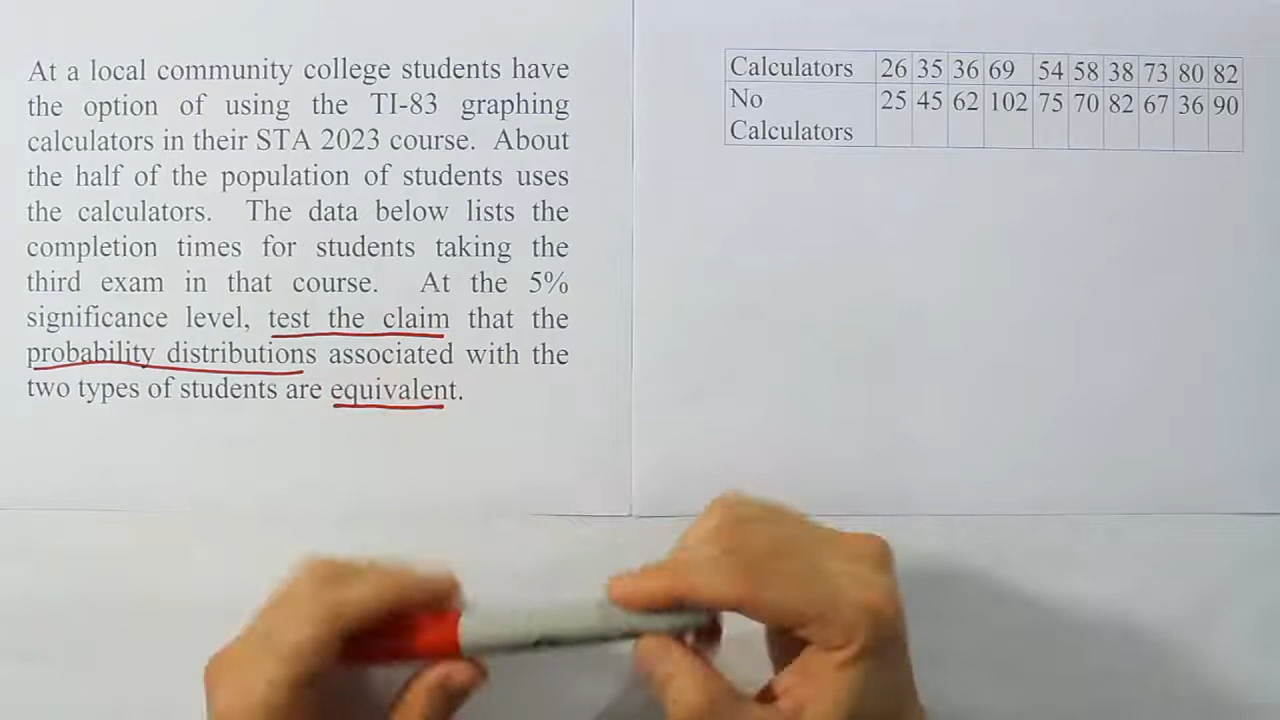 At a local community college students have
the option of using the TI-83 graphing
calculators in their STA 2023 course. About
the half of the population of students uses
the calculators. The data below lists the
completion times for students taking the
third exam in that course. At the 5%
significance level, test the claim that the
probability distributions associated with the
two types of students are equivalent.
Calculators 26 35 36 69 54 58 38 73 80 82
No 25 45 62 102 75 70 82 67 36 90
Calculators